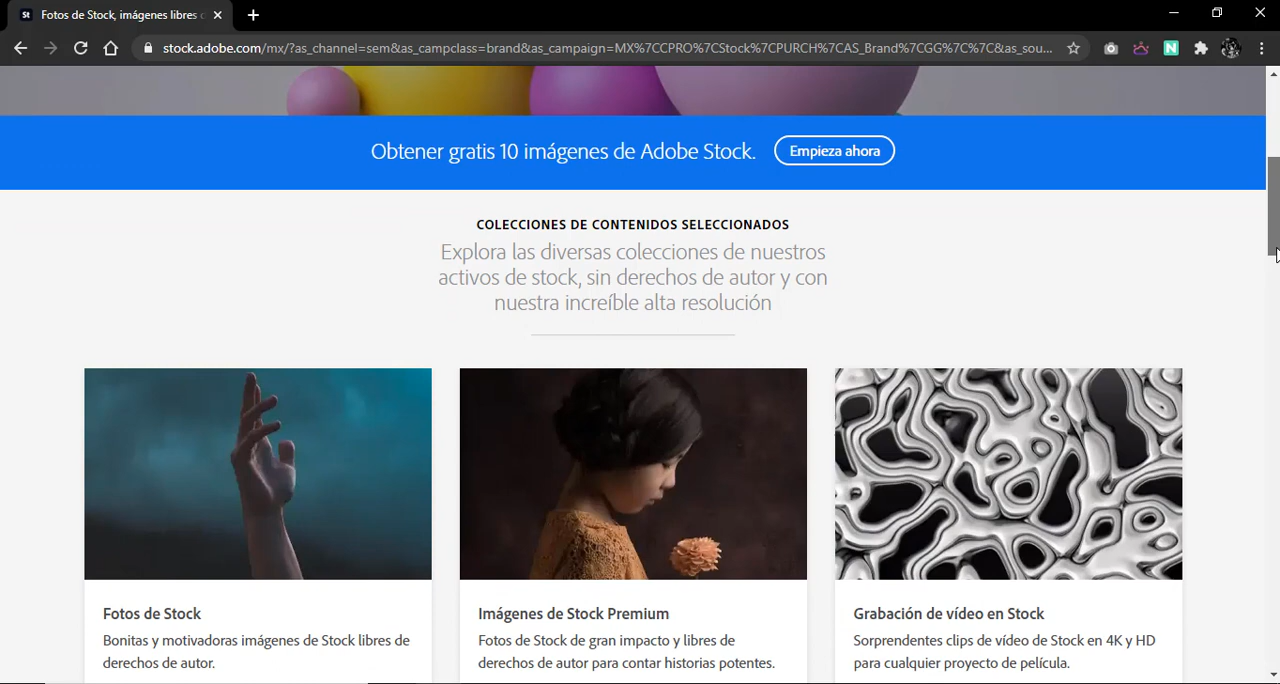 St Fotos de Stock, imágenes libres d
stock.adobe.com/mx/?as_channel=sem&as_campclass=brand&as_campaign=MX%7CCPRO%7CStock%7CPURCH%7CAS_Brand%7CGG%7C%7C&as_sou...
N
Obtener gratis 10 imágenes de Adobe Stock. Empieza ahora
COLECCIONES DE CONTENIDOS SELECCIONADOS
Explora las diversas colecciones de nuestros
activos de stock, sin derechos de autor y con
nuestra increíble alta resolución
Fotos de Stock
Bonitas y motivadoras imágenes de Stock libres de
derechos de autor.
Imágenes de Stock Premium
Fotos de Stock de gran impacto y libres de
derechos de autor para contar historias potentes.
Grabación de vídeo en Stock
Sorprendentes clips de vídeo de Stock en 4K y HD
para cualquier proyecto de película.